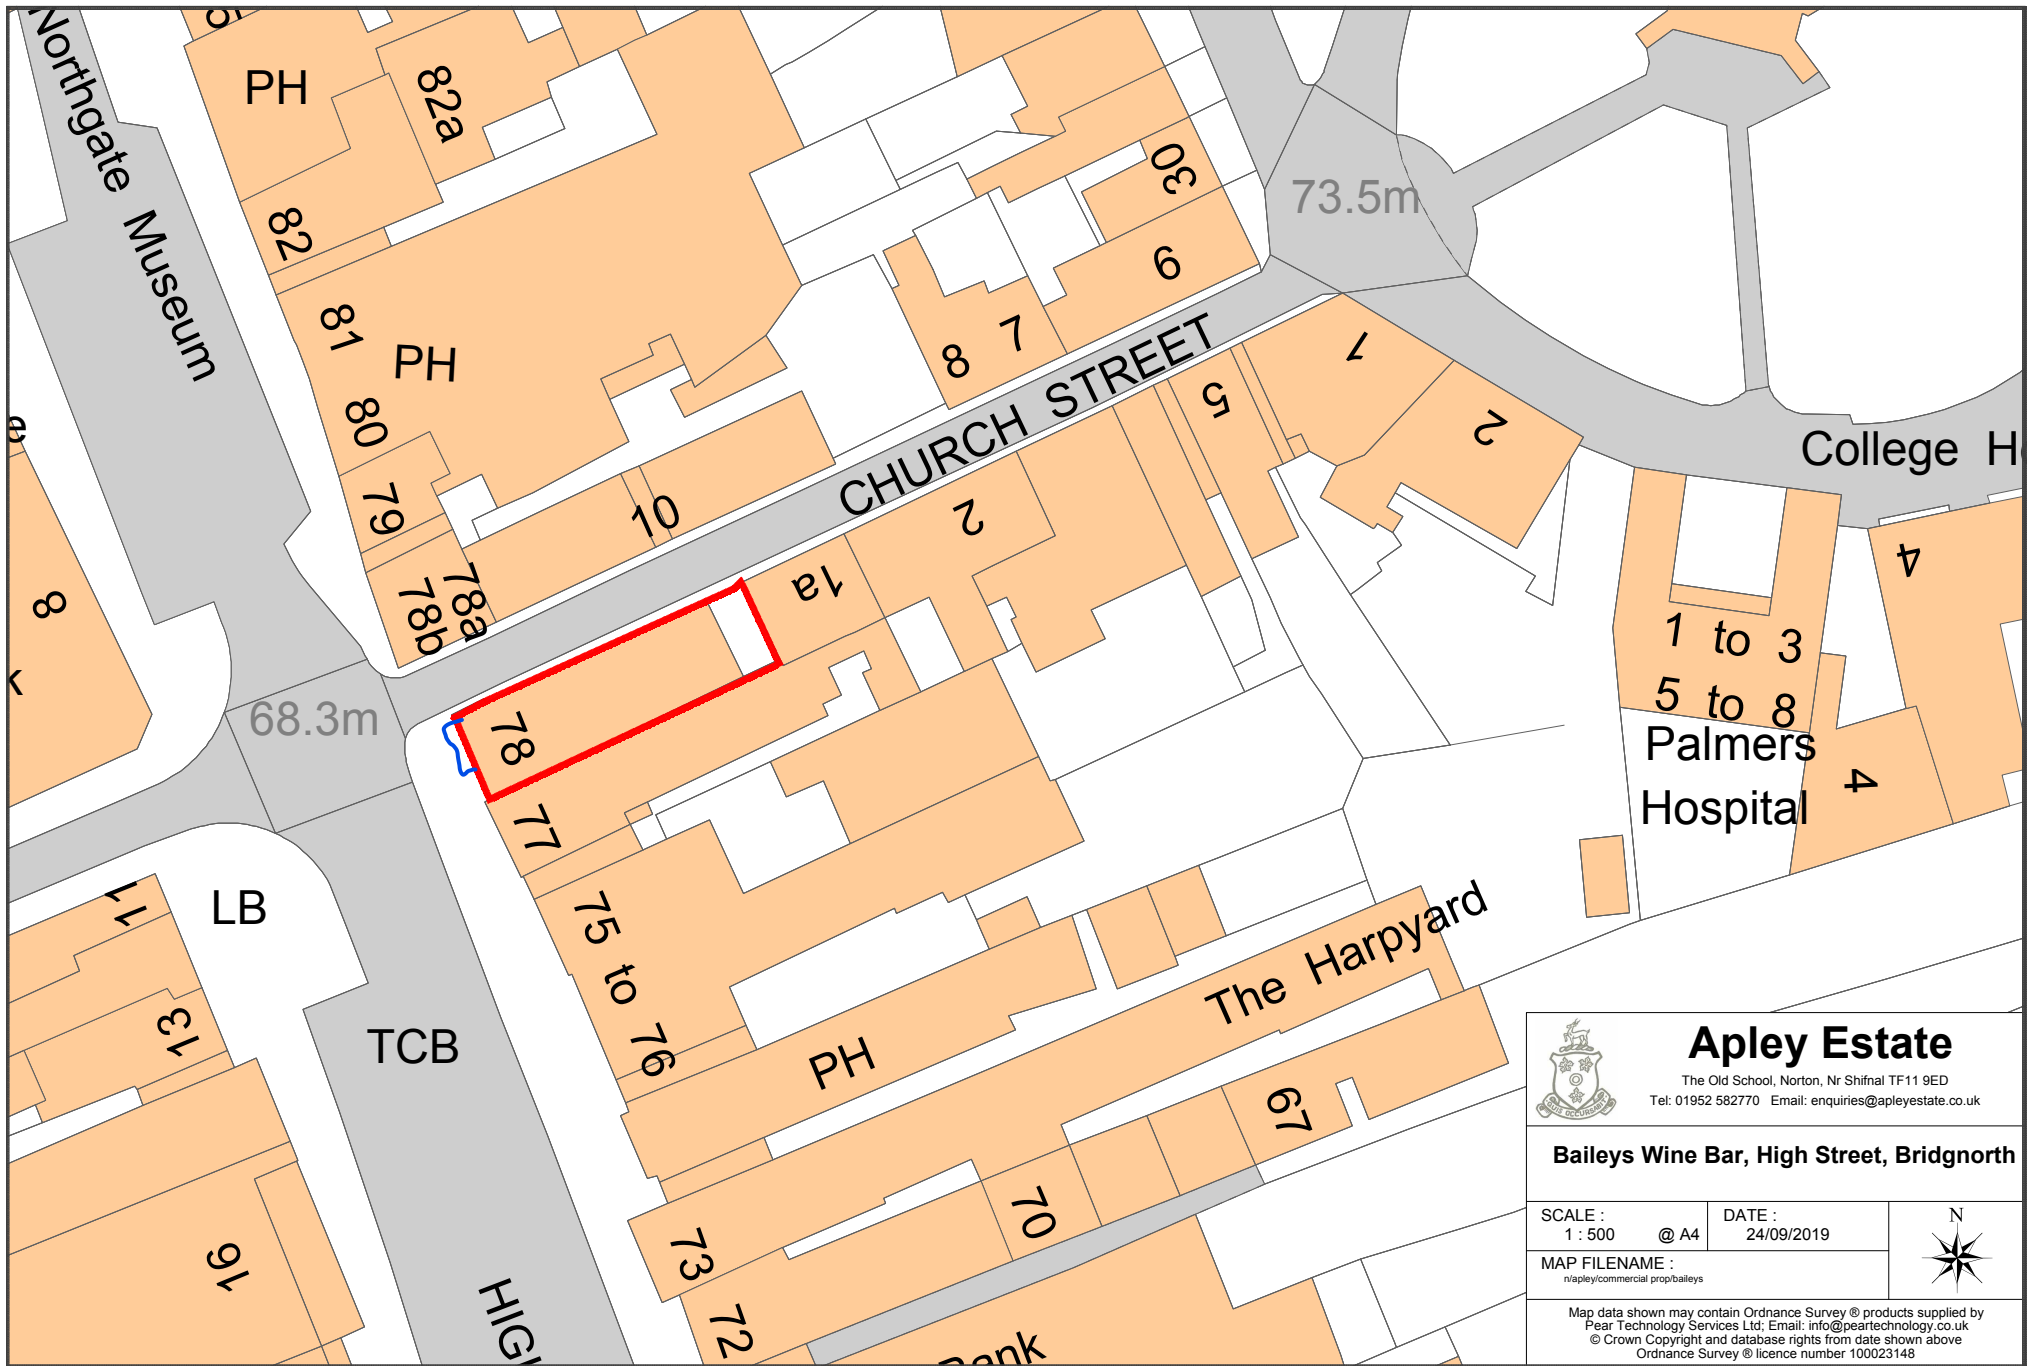 Northgate Museum
PH
82a
82
81
PH
80
79
78a
78b
10
30
9
7
8
73.5m
CHURCH STREET
1
2
5
2
1a
78
68.3m
77
75 to 76
8
LB
11
13
TCB
16
HIGH
PH
The Harpyard
67
70
73
72
Bank
College H
4
1 to 3
5 to 8
Palmers
Hospital
4
Apley Estate
The Old School, Norton, Nr Shifnal TF11 9ED
Tel: 01952 582770 Email: enquiries@apleyestate.co.uk
Baileys Wine Bar, High Street, Bridgnorth
SCALE :
1 : 500 @ A4
DATE :
24/09/2019
N
MAP FILENAME :
n/apley/commercial prop/baileys
Map data shown may contain Ordnance Survey ® products supplied by
Pear Technology Services Ltd; Email: info@peartechnology.co.uk
© Crown Copyright and database rights from date shown above
Ordnance Survey ® licence number 100023148